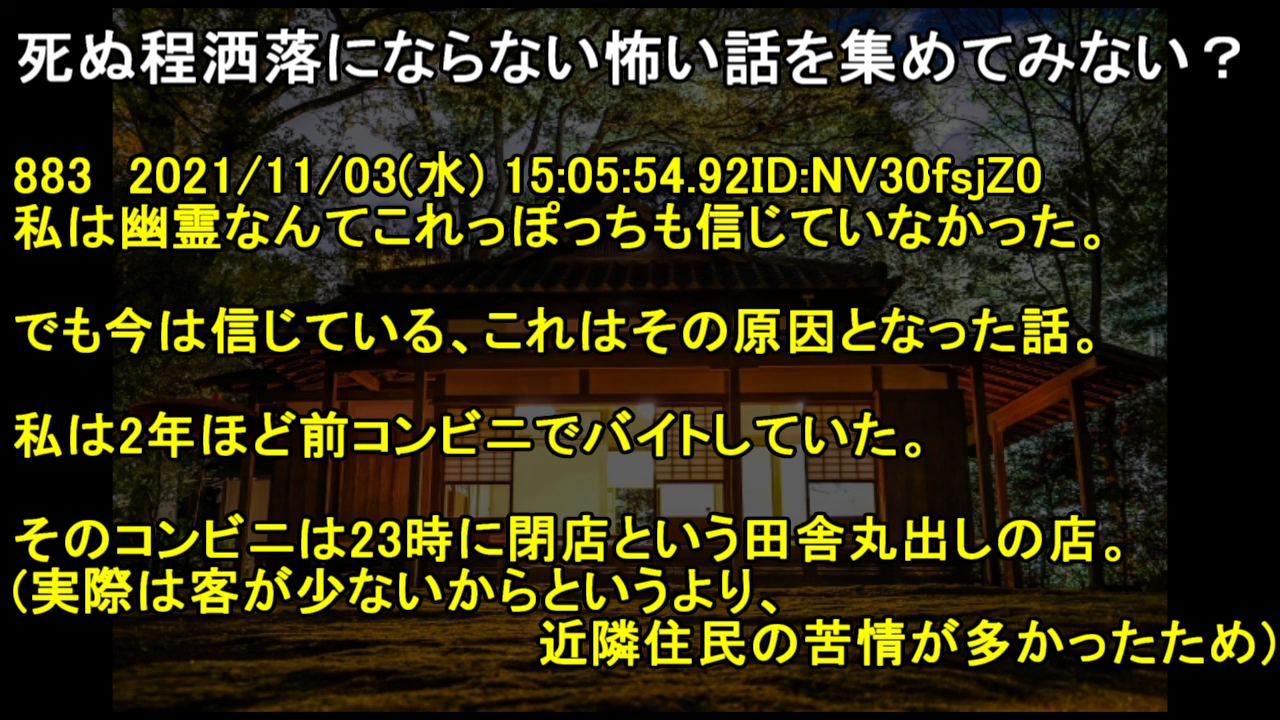 死ぬ程洒落にならない怖い話を集めてみない？
883 2021/11/03(水) 15:05:54.92ID:NV30fsjZ0
私は幽霊なんてこれっぽっちも信じていなかった。
でも今は信じている、これはその原因となった話。
私は2年ほど前コンビニでバイトしていた。
そのコンビニは23時に閉店という田舎丸出しの店。
(実際は客が少ないからというより、
近隣住民の苦情が多かったため)